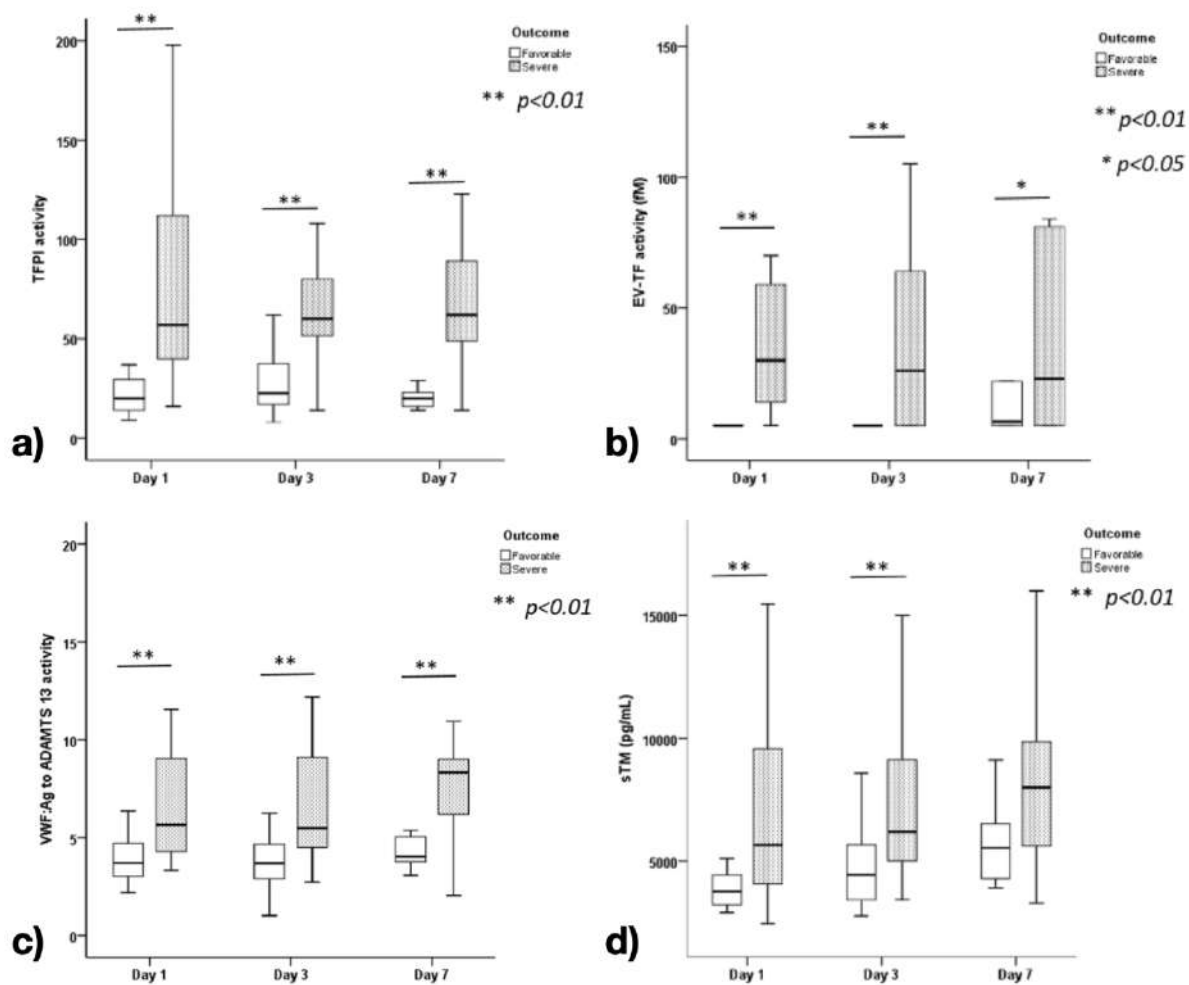 **
Outcome
Favorable
Severe
** p<0.01
**
**
200
150
100
50
0
TFPI activity
Day 1
Day 3
Day 7
a)
Outcome
Favorable
Severe
** p<0.01
* p<0.05
**
**
*
150
100
50
0
EV-TF activity (fM)
Day 1
Day 3
Day 7
b)
Outcome
Favorable
Severe
** p<0.01
**
**
**
20
15
10
5
0
VWF:Ag to ADAMTS 13 activity
Day 1
Day 3
Day 7
c)
Outcome
Favorable
Severe
** p<0.01
**
**
15000
10000
5000
sTM (pg/mL)
Day 1
Day 3
Day 7
d)